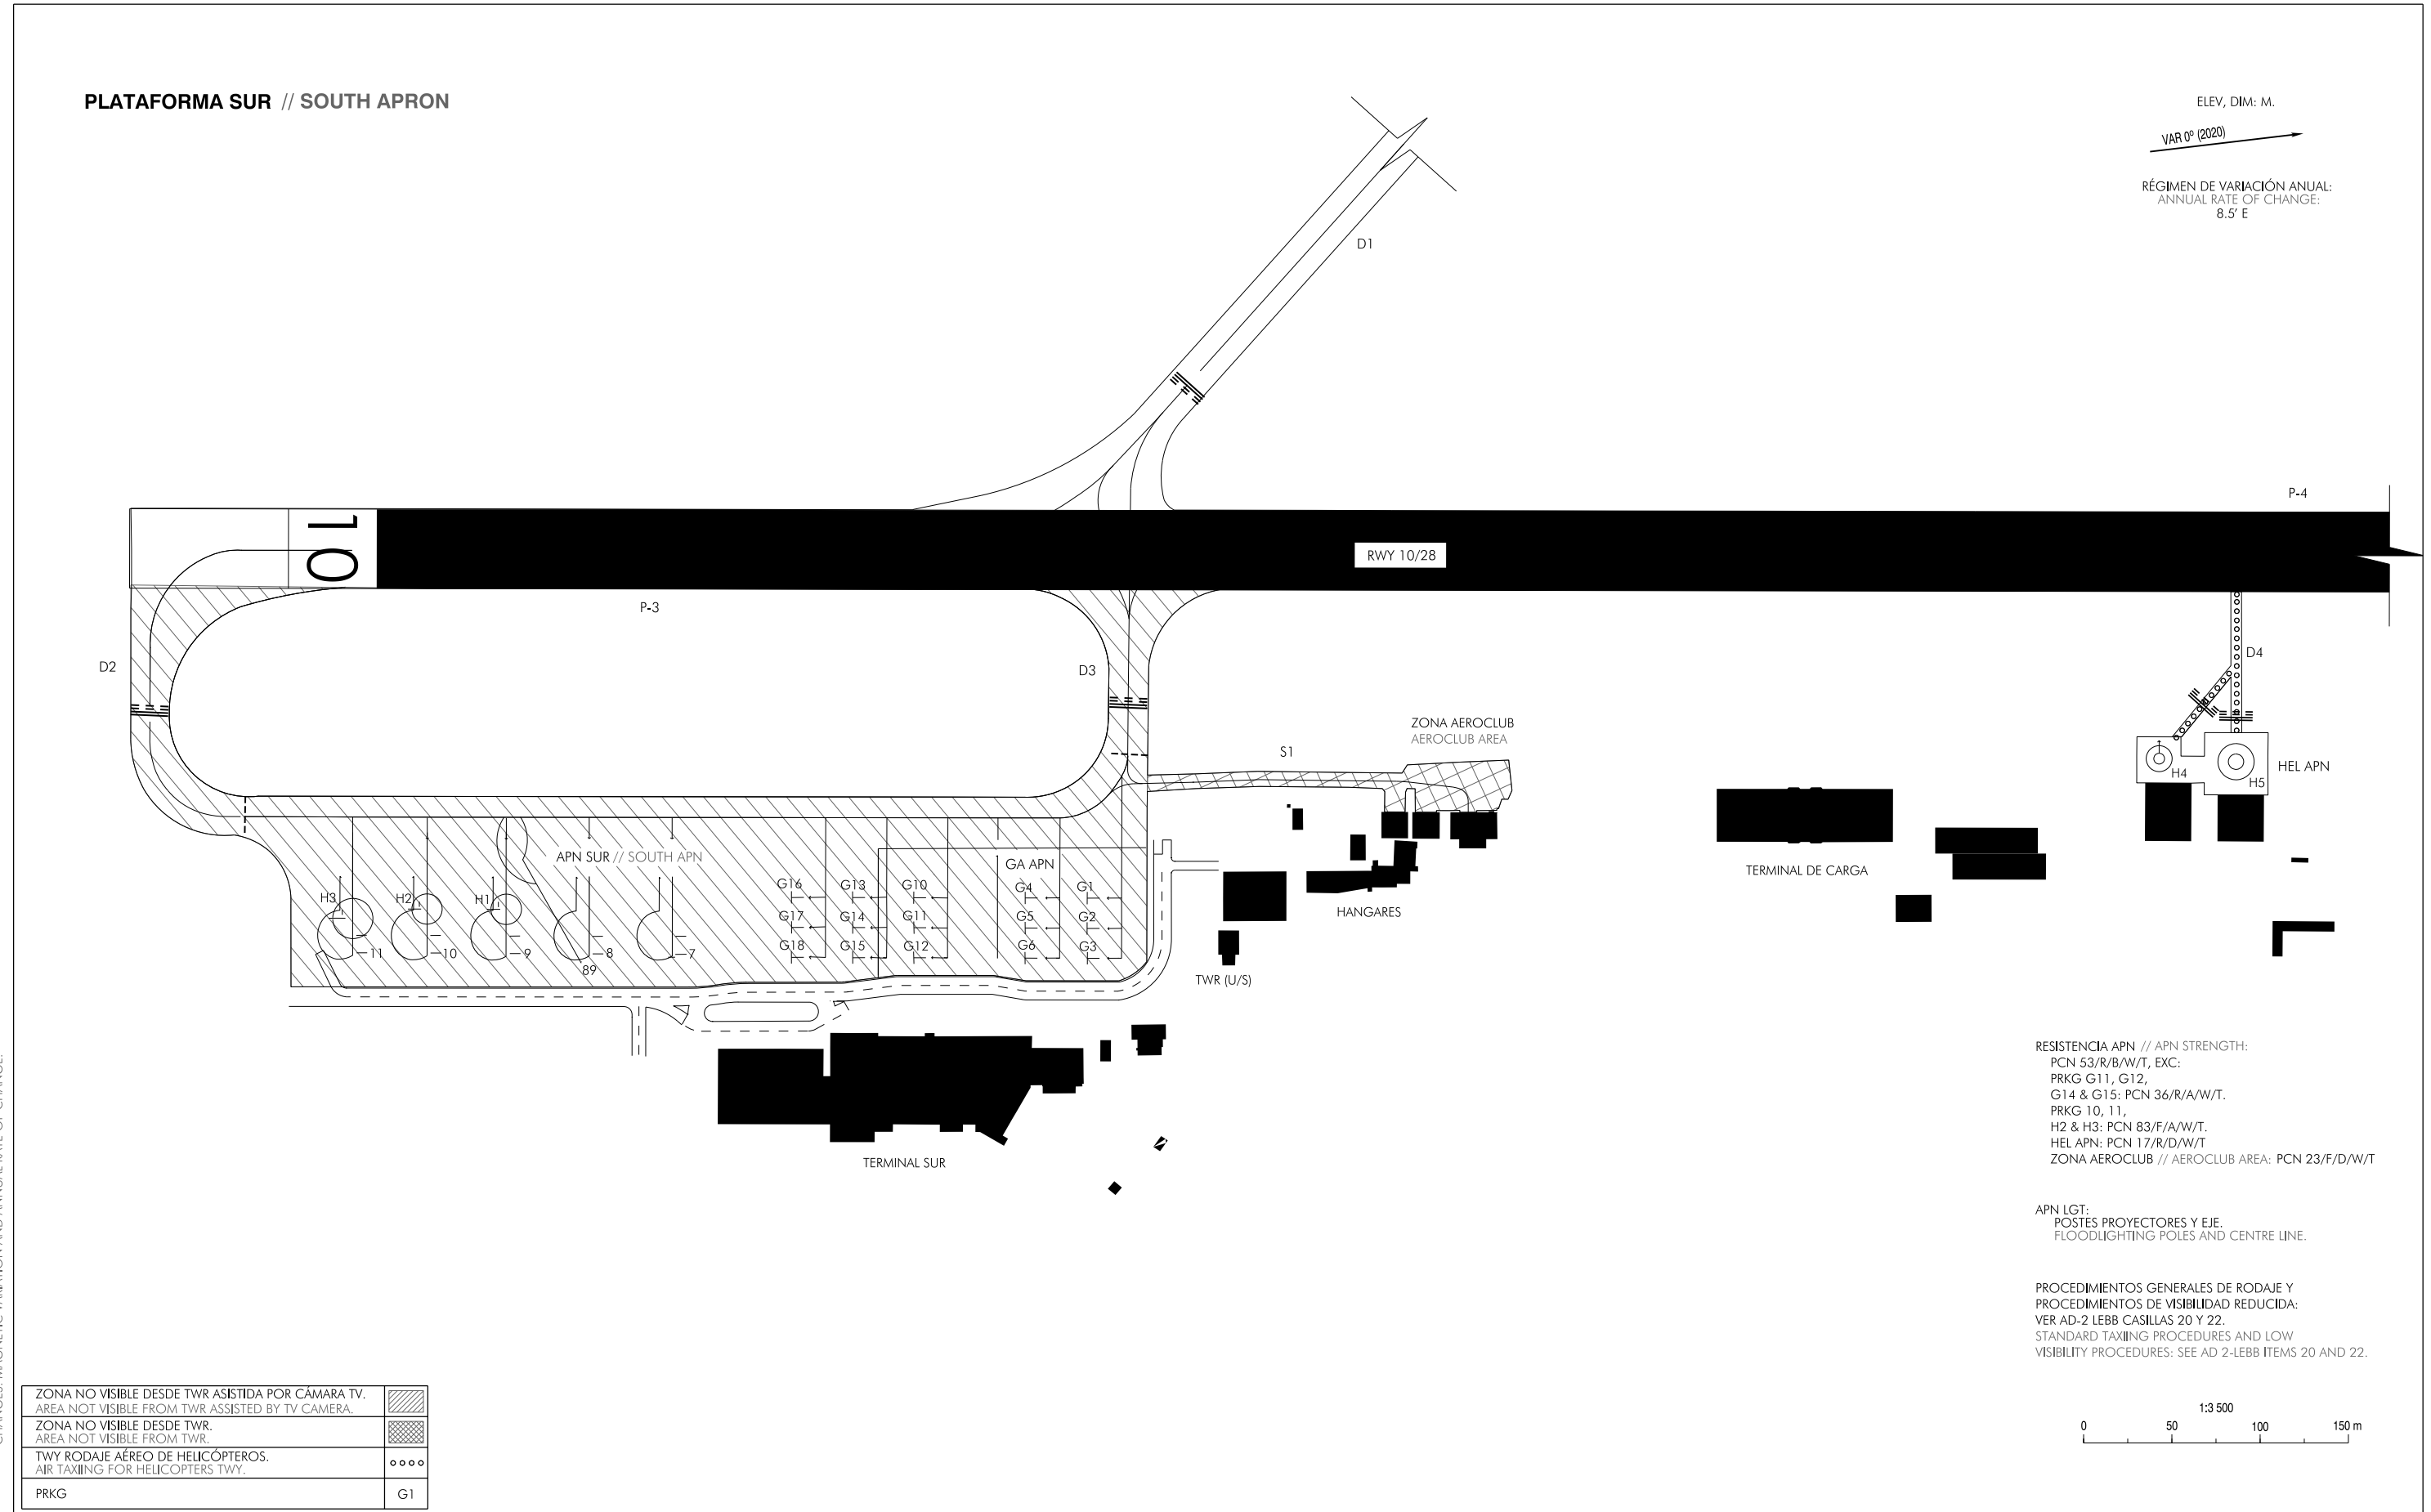 PLATAFORMA SUR // SOUTH APRON
ELEV, DIM: M.
VAR 0º (2020)
RÉGIMEN DE VARIACIÓN ANUAL:
ANNUAL RATE OF CHANGE:
8.5' E
D1
P-4
10
RWY 10/28
P-3
D2
D3
D4
ZONA AEROCLUB
AEROCLUB AREA
S1
HEL APN
H4
H5
APN SUR // SOUTH APN
GA APN
TERMINAL DE CARGA
G16
G13
G10
G4
G1
H3
H2
H1
G17
G14
G11
G5
G2
HANGARES
G18
G15
G12
G6
G3
11
10
9
8
7
89
TWR (U/S)
TERMINAL SUR
RESISTENCIA APN // APN STRENGTH:
PCN 53/R/B/W/T, EXC:
PRKG G11, G12,
G14 & G15: PCN 36/R/A/W/T.
PRKG 10, 11,
H2 & H3: PCN 83/F/A/W/T.
HEL APN: PCN 17/R/D/W/T
ZONA AEROCLUB // AEROCLUB AREA: PCN 23/F/D/W/T
APN LGT:
POSTES PROYECTORES Y EJE.
FLOODLIGHTING POLES AND CENTRE LINE.
PROCEDIMIENTOS GENERALES DE RODAJE Y
PROCEDIMIENTOS DE VISIBILIDAD REDUCIDA:
VER AD-2 LEBB CASILLAS 20 Y 22.
STANDARD TAXIING PROCEDURES AND LOW
VISIBILITY PROCEDURES: SEE AD 2-LEBB ITEMS 20 AND 22.
1:3 500
0 50 100 150 m
ZONA NO VISIBLE DESDE TWR ASISTIDA POR CÁMARA TV.
AREA NOT VISIBLE FROM TWR ASSISTED BY TV CAMERA.
ZONA NO VISIBLE DESDE TWR.
AREA NOT VISIBLE FROM TWR.
TWY RODAJE AÉREO DE HELICÓPTEROS.
AIR TAXIING FOR HELICOPTERS TWY.
PRKG G1